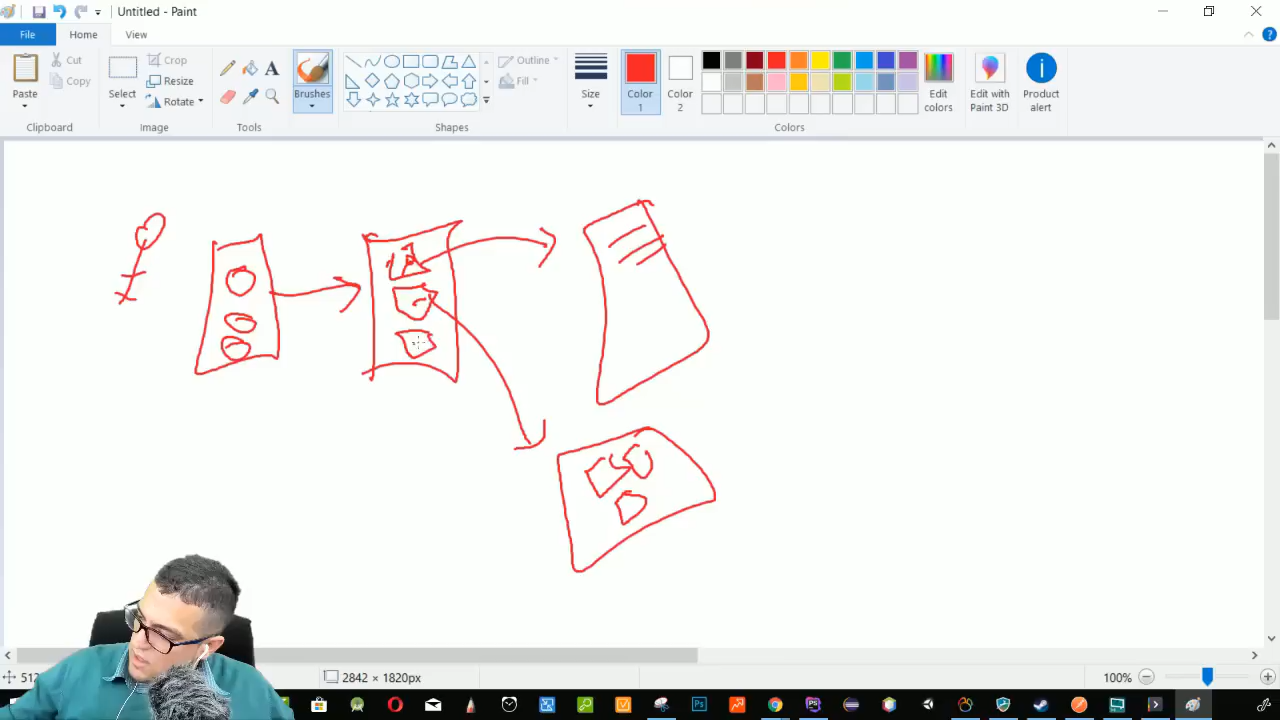 Untitled - Paint
File
Home
View
Paste
Cut
Copy
Clipboard
Select
Crop
Resize
Rotate
Image
Tools
Brushes
Shapes
Outline
Fill
Size
Color
1
Color
2
Edit
colors
Colors
Edit with
Paint 3D
Product
alert
512
2842 × 1820px
100%